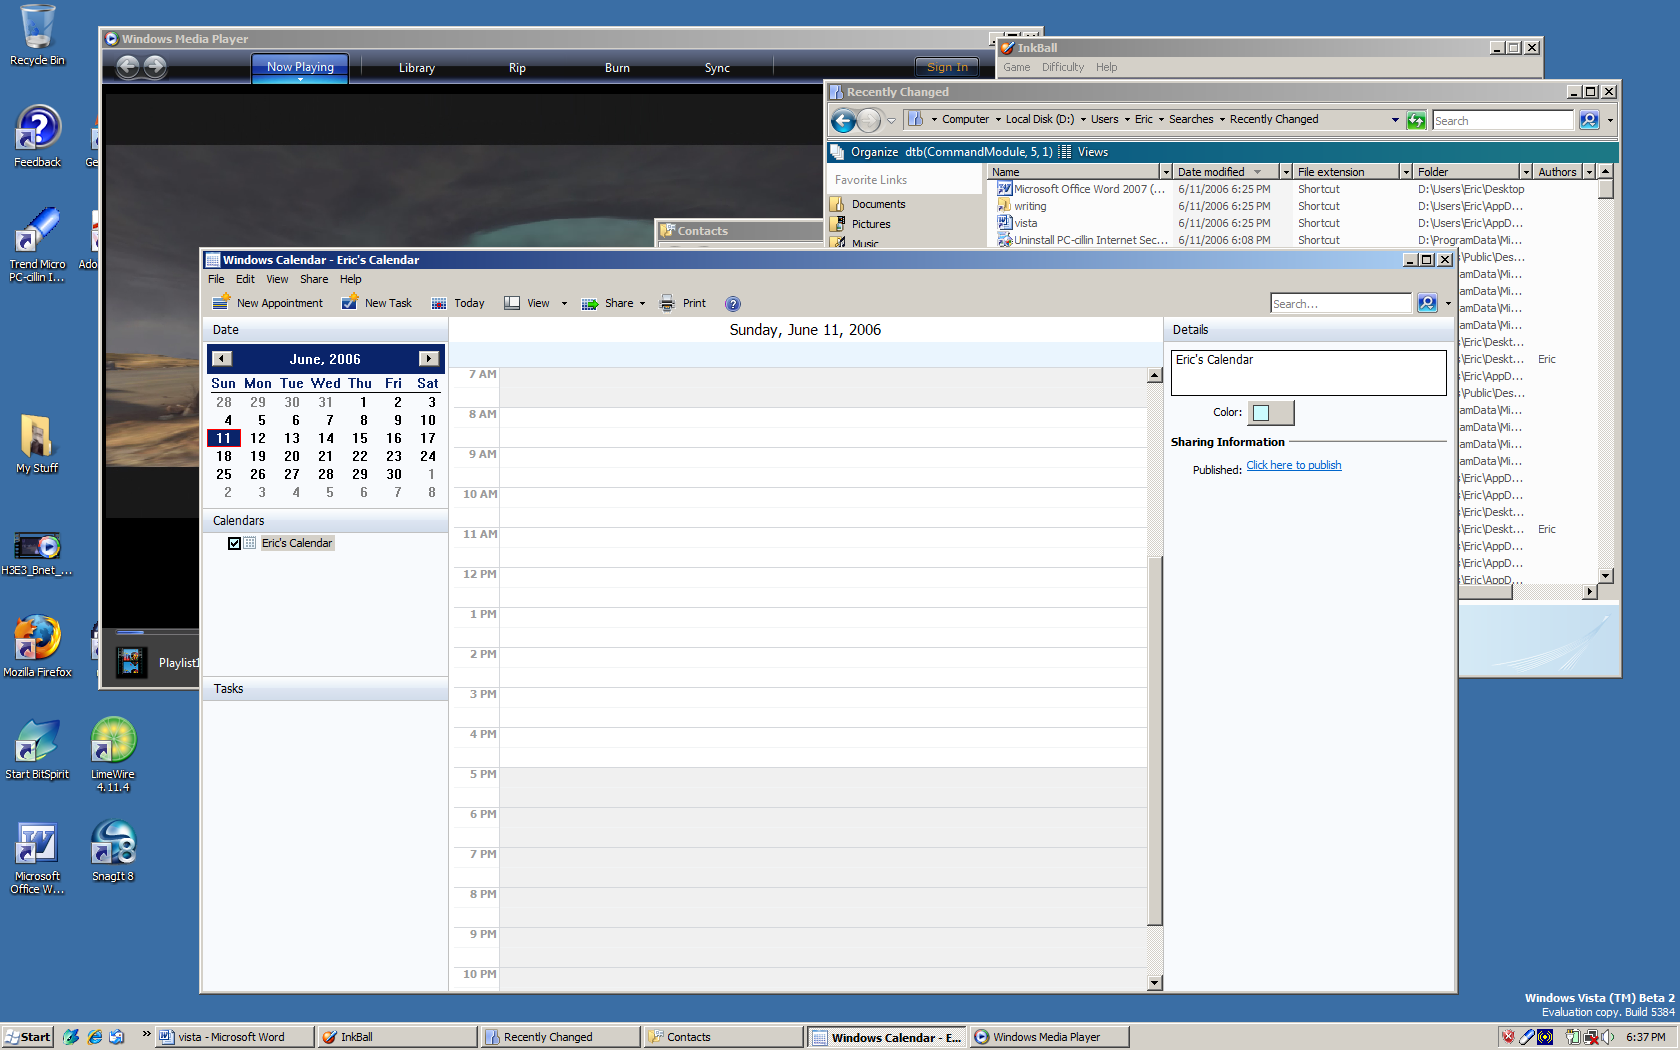 Recycle Bin
Feedback
Ge
Trend Micro
PC-cillin I...
Ado
My Stuff
H3E3_Bnet_...
Mozilla Firefox
Start BitSpirit
LimeWire
4.11.4
Microsoft
Office W...
SnagIt 8
Windows Media Player
Now Playing
Library
Rip
Burn
Sync
Sign In
Playlist1
InkBall
Game Difficulty Help
Recently Changed
Computer Local Disk (D:) Users Eric Searches Recently Changed
Search
Organize dtb(CommandModule, 5, 1) Views
Favorite Links
Documents
Pictures
Music
Name Date modified File extension Folder Authors
Microsoft Office Word 2007 (... 6/11/2006 6:25 PM Shortcut D:\Users\Eric\Desktop
writing 6/11/2006 6:25 PM Shortcut D:\Users\Eric\AppD...
vista 6/11/2006 6:25 PM Shortcut D:\Users\Eric\AppD...
Uninstall PC-cillin Internet Sec... 6/11/2006 6:08 PM Shortcut D:\ProgramData\Mi...
\Public\Des...
amData\Mi...
amData\Mi...
amData\Mi...
amData\Mi...
\Eric\Deskt...
\Eric\Deskt... Eric
\Eric\AppD...
\Public\Des...
amData\Mi...
amData\Mi...
amData\Mi...
amData\Mi...
\Eric\AppD...
\Eric\AppD...
\Eric\Deskt...
\Eric\Deskt... Eric
\Eric\AppD...
\Eric\AppD...
\Eric\AppD...
Contacts
Windows Calendar - Eric's Calendar
File Edit View Share Help
New Appointment New Task Today View Share Print
Search...
Date
June, 2006
Sun Mon Tue Wed Thu Fri Sat
28 29 30 31 1 2 3
4 5 6 7 8 9 10
11 12 13 14 15 16 17
18 19 20 21 22 23 24
25 26 27 28 29 30 1
2 3 4 5 6 7 8
Calendars
Eric's Calendar
Tasks
Sunday, June 11, 2006
7 AM
8 AM
9 AM
10 AM
11 AM
12 PM
1 PM
2 PM
3 PM
4 PM
5 PM
6 PM
7 PM
8 PM
9 PM
10 PM
Details
Eric's Calendar
Color:
Sharing Information
Published: Click here to publish
Windows Vista (TM) Beta 2
Evaluation copy. Build 5384
Start
vista - Microsoft Word
InkBall
Recently Changed
Contacts
Windows Calendar - E...
Windows Media Player
6:37 PM